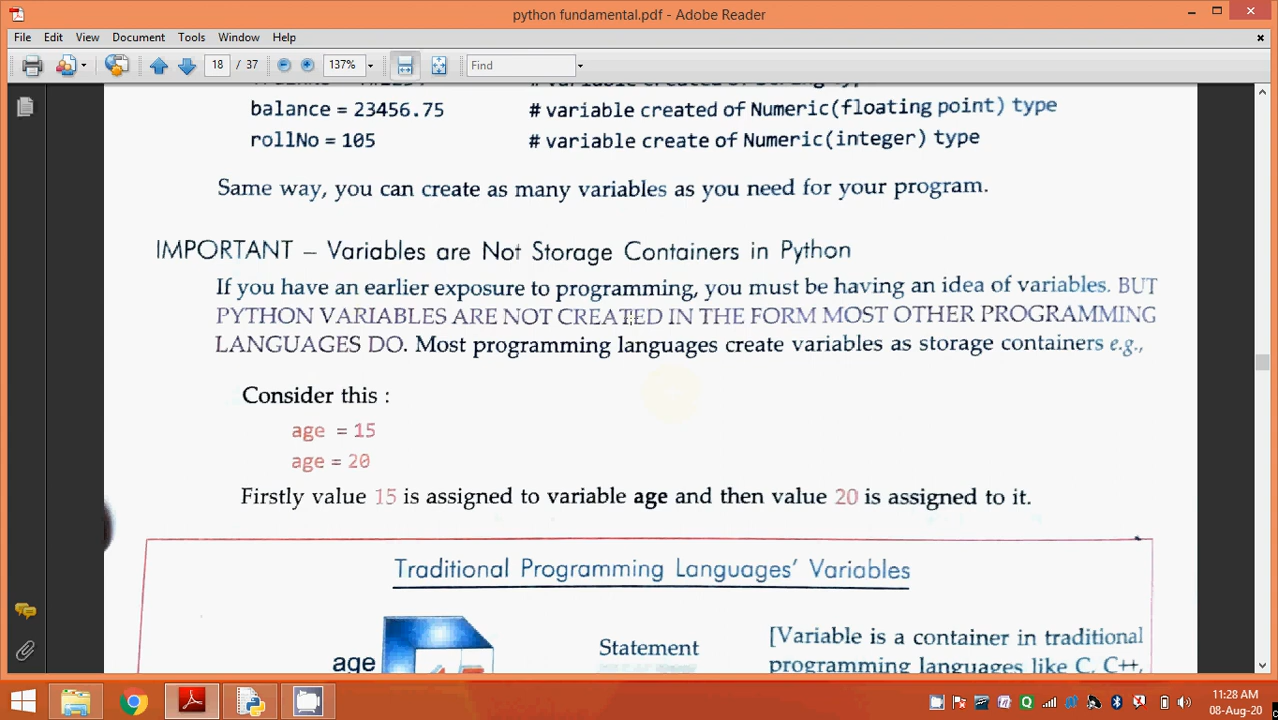 python fundamental.pdf - Adobe Reader
File Edit View Document Tools Window Help
18 / 37 137% Find
balance = 23456.75 # variable created of Numeric(floating point) type
rollNo = 105 # variable create of Numeric(integer) type
Same way, you can create as many variables as you need for your program.
IMPORTANT – Variables are Not Storage Containers in Python
If you have an earlier exposure to programming, you must be having an idea of variables. BUT
PYTHON VARIABLES ARE NOT CREATED IN THE FORM MOST OTHER PROGRAMMING
LANGUAGES DO. Most programming languages create variables as storage containers e.g.,
Consider this :
age = 15
age = 20
Firstly value 15 is assigned to variable age and then value 20 is assigned to it.
Traditional Programming Languages' Variables
Statement [Variable is a container in traditional
age programming languages like C, C++,
11:28 AM
08-Aug-20